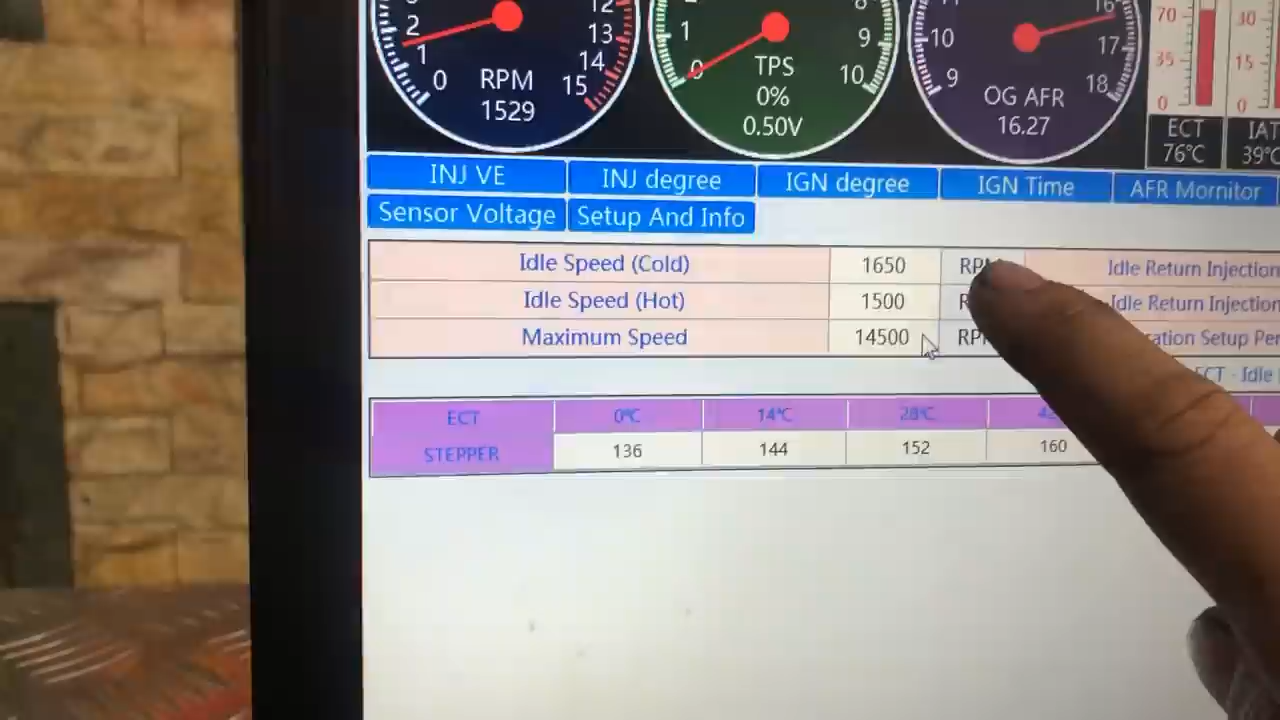 2 1 0 RPM 1529 12 13 14 15
1 0 TPS 0% 0.50V 8 9 10
10 9 OG AFR 16.27 16 17 18
70 35 0 ECT 76°C
30 15 0 IAT 39°C
INJ VE INJ degree IGN degree IGN Time AFR Mornitor
Sensor Voltage Setup And Info
Idle Speed (Cold) 1650 Idle Return Injection
Idle Speed (Hot) 1500 Idle Return Injection
Maximum Speed 14500 Setup
ECT 0℃ 14℃ 28℃
STEPPER 136 144 152 160